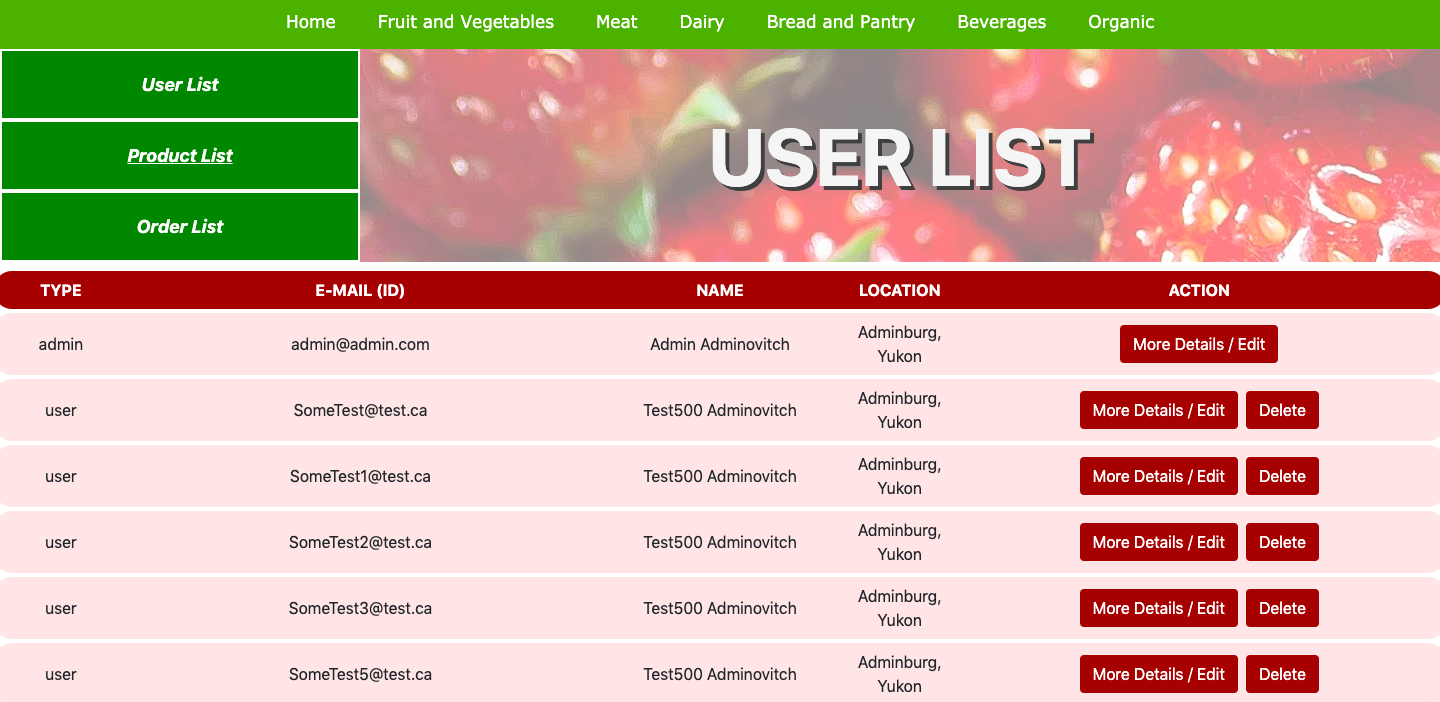 Home Fruit and Vegetables Meat Dairy Bread and Pantry Beverages Organic
User List
Product List
Order List
USER LIST
TYPE E-MAIL (ID) NAME LOCATION ACTION
admin admin@admin.com Admin Adminovitch Adminburg, Yukon More Details / Edit
user SomeTest@test.ca Test500 Adminovitch Adminburg, Yukon More Details / Edit Delete
user SomeTest1@test.ca Test500 Adminovitch Adminburg, Yukon More Details / Edit Delete
user SomeTest2@test.ca Test500 Adminovitch Adminburg, Yukon More Details / Edit Delete
user SomeTest3@test.ca Test500 Adminovitch Adminburg, Yukon More Details / Edit Delete
user SomeTest5@test.ca Test500 Adminovitch Adminburg, Yukon More Details / Edit Delete